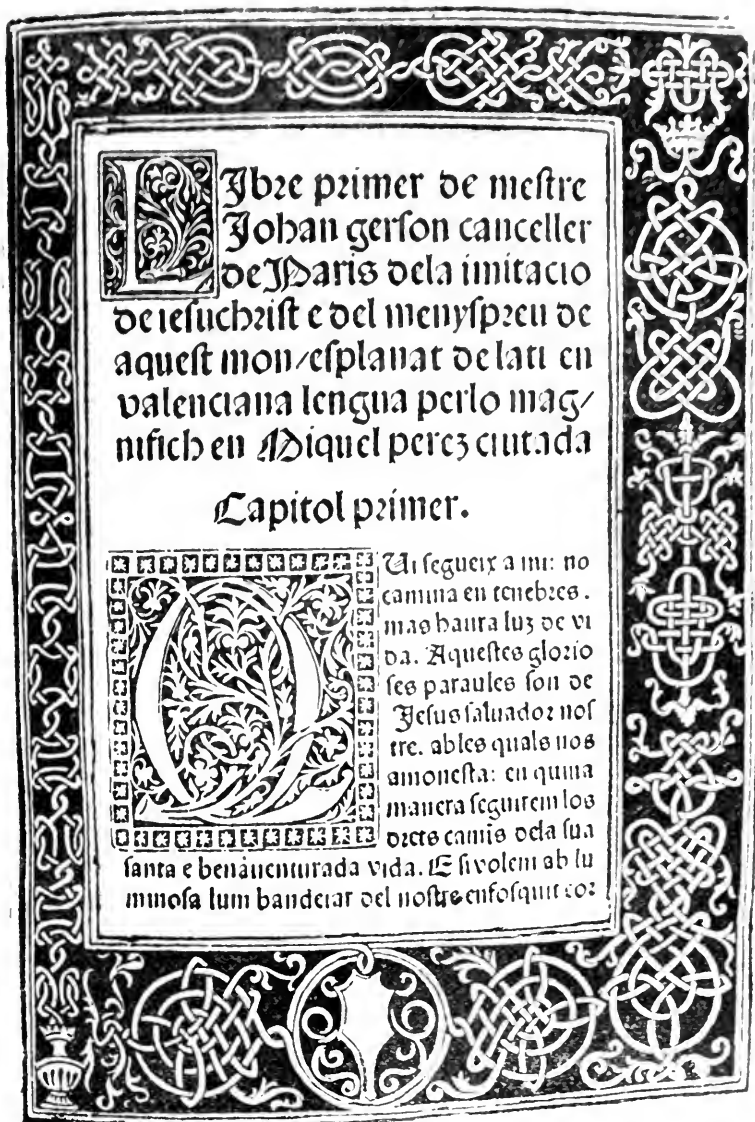 LJbre primer de meſtre
Johan gerſon canceller
de Paris dela imitacio
de ieſuchriſt e del menyſpreu de
aqueſt mon/eſplanat de lati en
valenciana lengua perlo mag/
nifich en Miquel perez ciutada
Capitol primer.
QUi ſegueix a mi: no
camina en tenebres.
mas haura luz de vi
da. Aqueſtes glorio
ſes paraules ſon de
Jeſus ſaluador noſ
tre. ables quals nos
amoneſta: en quina
manera ſeguirem los
drets camis dela ſua
ſanta e benauenturada vida. E ſi volem ab lu
minoſa lum bandeiar del noſtre enfoſquit cor